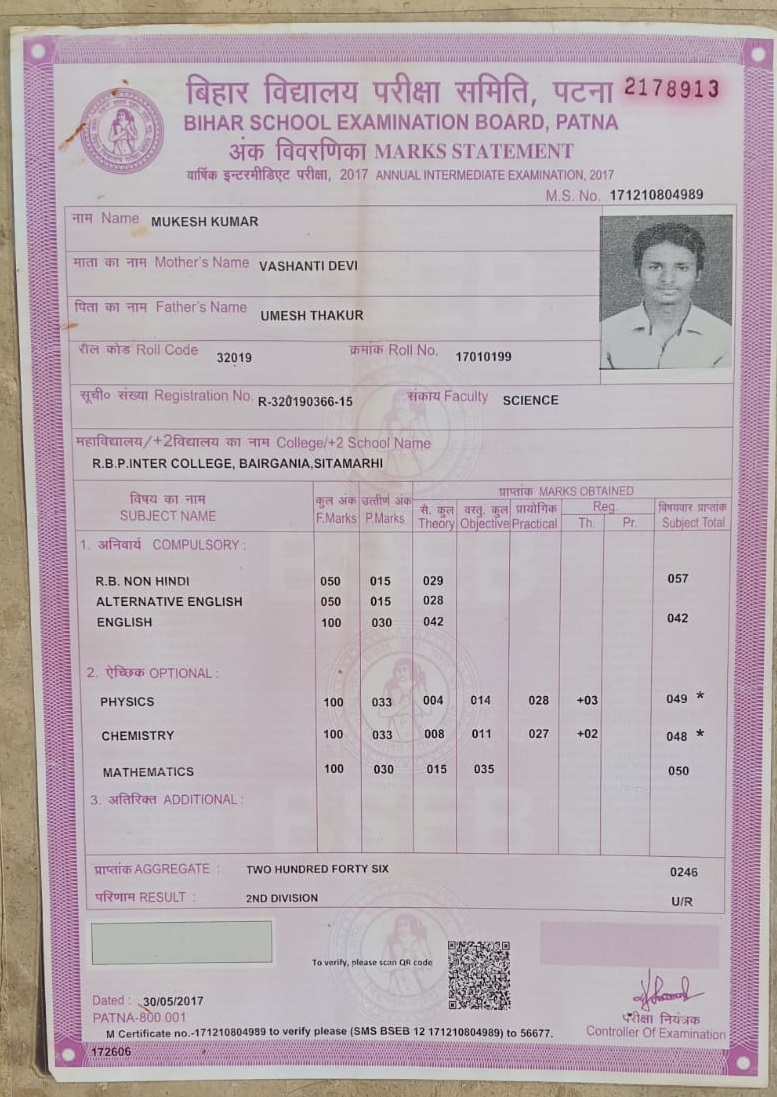 बिहार विद्यालय परीक्षा समिति, पटना 2178913
BIHAR SCHOOL EXAMINATION BOARD, PATNA
अंक विवरणिका MARKS STATEMENT
वार्षिक इन्टरमीडिएट परीक्षा, 2017 ANNUAL INTERMEDIATE EXAMINATION, 2017
M.S. No. 171210804989
नाम Name MUKESH KUMAR
माता का नाम Mother's Name VASHANTI DEVI
पिता का नाम Father's Name UMESH THAKUR
रौल कोड Roll Code 32019 क्रमांक Roll No. 17010199
सूची० संख्या Registration No. R-320190366-15 संकाय Faculty SCIENCE
महाविद्यालय/+2विद्यालय का नाम College/+2 School Name
R.B.P.INTER COLLEGE, BAIRGANIA,SITAMARHI
विषय का नाम कुल अंक उत्तीर्ण अंक प्राप्तांक MARKS OBTAINED
SUBJECT NAME F.Marks P.Marks सै. कुल वस्तु. कुल प्रायोगिक Reg. विषयवार प्राप्तांक
Theory Objective Practical Th. Pr. Subject Total
1. अनिवार्य COMPULSORY :
R.B. NON HINDI 050 015 029 057
ALTERNATIVE ENGLISH 050 015 028
ENGLISH 100 030 042 042
2. ऐच्छिक OPTIONAL :
PHYSICS 100 033 004 014 028 +03 049 *
CHEMISTRY 100 033 008 011 027 +02 048 *
MATHEMATICS 100 030 015 035 050
3. अतिरिक्त ADDITIONAL :
प्राप्तांक AGGREGATE : TWO HUNDRED FORTY SIX 0246
परिणाम RESULT : 2ND DIVISION U/R
To verify, please scan QR code
Dated : 30/05/2017
PATNA-800 001
परीक्षा नियंत्रक
M Certificate no.-171210804989 to verify please (SMS BSEB 12 171210804989) to 56677. Controller Of Examination
172606